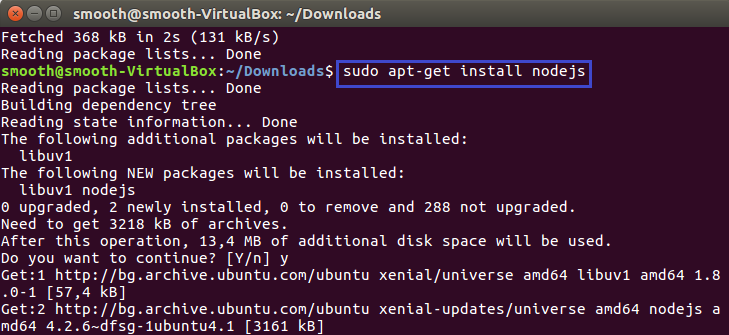 smooth@smooth-VirtualBox: ~/Downloads
Fetched 368 kB in 2s (131 kB/s)
Reading package lists... Done
smooth@smooth-VirtualBox:~/Downloads$ sudo apt-get install nodejs
Reading package lists... Done
Building dependency tree
Reading state information... Done
The following additional packages will be installed:
  libuv1
The following NEW packages will be installed:
  libuv1 nodejs
0 upgraded, 2 newly installed, 0 to remove and 288 not upgraded.
Need to get 3218 kB of archives.
After this operation, 13,4 MB of additional disk space will be used.
Do you want to continue? [Y/n] y
Get:1 http://bg.archive.ubuntu.com/ubuntu xenial/universe amd64 libuv1 amd64 1.8
.0-1 [57,4 kB]
Get:2 http://bg.archive.ubuntu.com/ubuntu xenial-updates/universe amd64 nodejs a
md64 4.2.6~dfsg-1ubuntu4.1 [3161 kB]